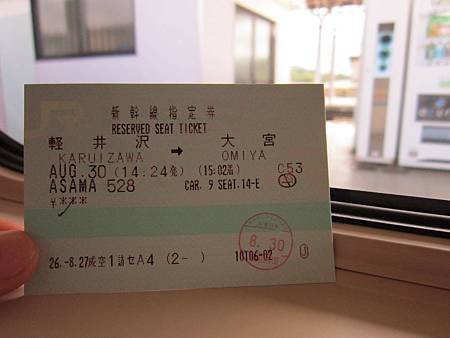 新幹線指定券
RESERVED SEAT TICKET
軽井沢 → 大宮
KARUIZAWA OMIYA
AUG.30 (14:24発) (15:02着) C53
ASAMA 528 CAR. 9 SEAT.14-E
¥***
8.30
26.-8.27成空1請セA4 (2- ) 10T06-02